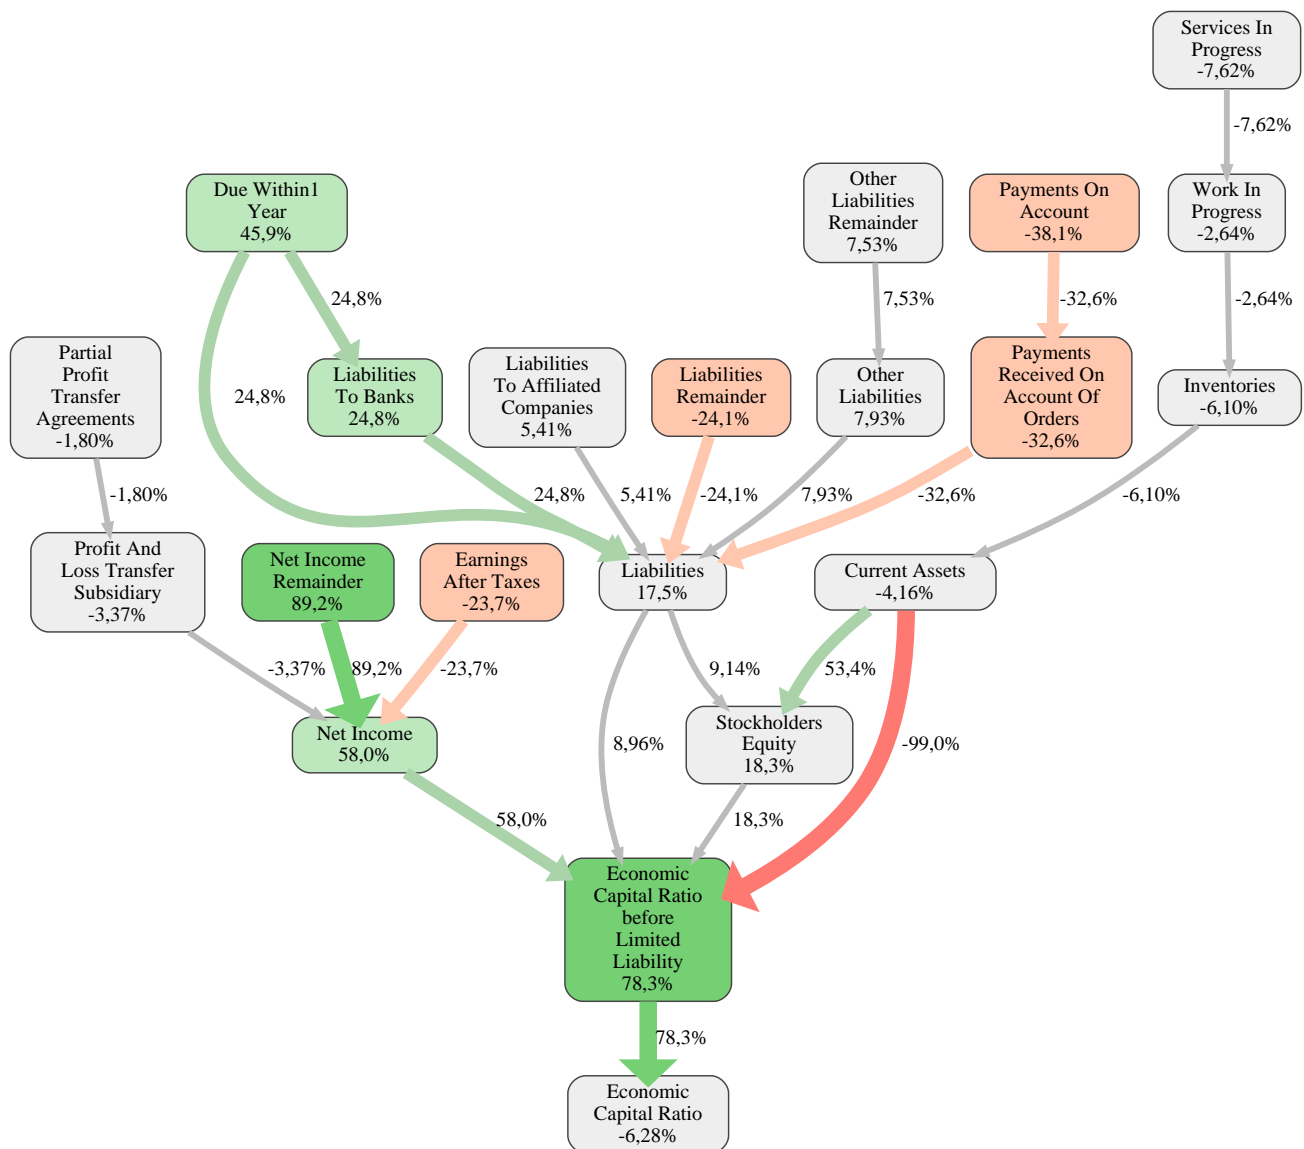 Services In
Progress
-7,62%
-7,62%
Due Within1
Year
45,9%
Other
Liabilities
Remainder
7,53%
Payments On
Account
-38,1%
Work In
Progress
-2,64%
24,8%
7,53%
-32,6%
-2,64%
Partial
Profit
Transfer
Agreements
-1,80%
24,8%
Liabilities
To Banks
24,8%
Liabilities
To Affiliated
Companies
5,41%
Liabilities
Remainder
-24,1%
Other
Liabilities
7,93%
Payments
Received On
Account Of
Orders
-32,6%
Inventories
-6,10%
-1,80%
24,8%
5,41%
-24,1%
7,93%
-32,6%
-6,10%
Profit And
Loss Transfer
Subsidiary
-3,37%
Net Income
Remainder
89,2%
Earnings
After Taxes
-23,7%
Liabilities
17,5%
Current Assets
-4,16%
-3,37%
89,2%
-23,7%
9,14%
53,4%
Net Income
58,0%
8,96%
Stockholders
Equity
18,3%
-99,0%
58,0%
18,3%
Economic
Capital Ratio
before
Limited
Liability
78,3%
78,3%
Economic
Capital Ratio
-6,28%